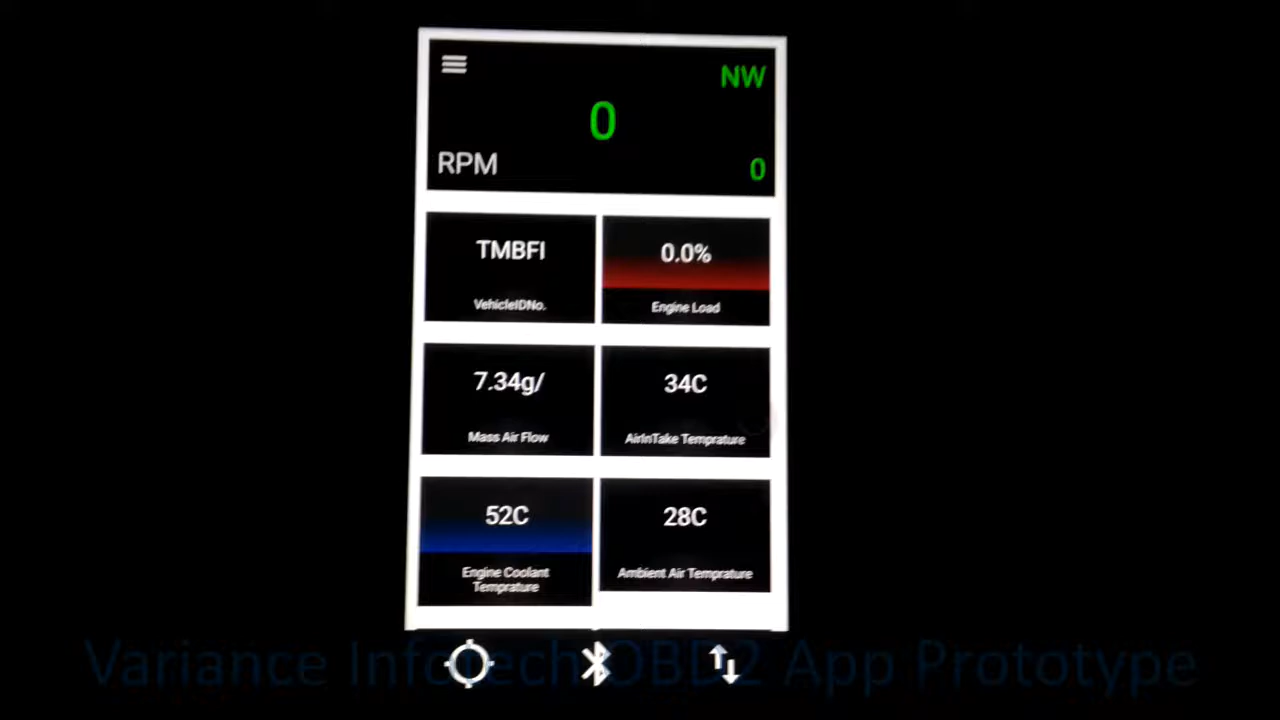 NW
0
RPM
0
TMBFI
VehicleIDNo.
0.0%
Engine Load
7.34g/
Mass Air Flow
34C
AirInTake Temprature
52C
Engine Coolant
Temprature
28C
Ambient Air Temprature
Variance Infotech OBD2 App Prototype